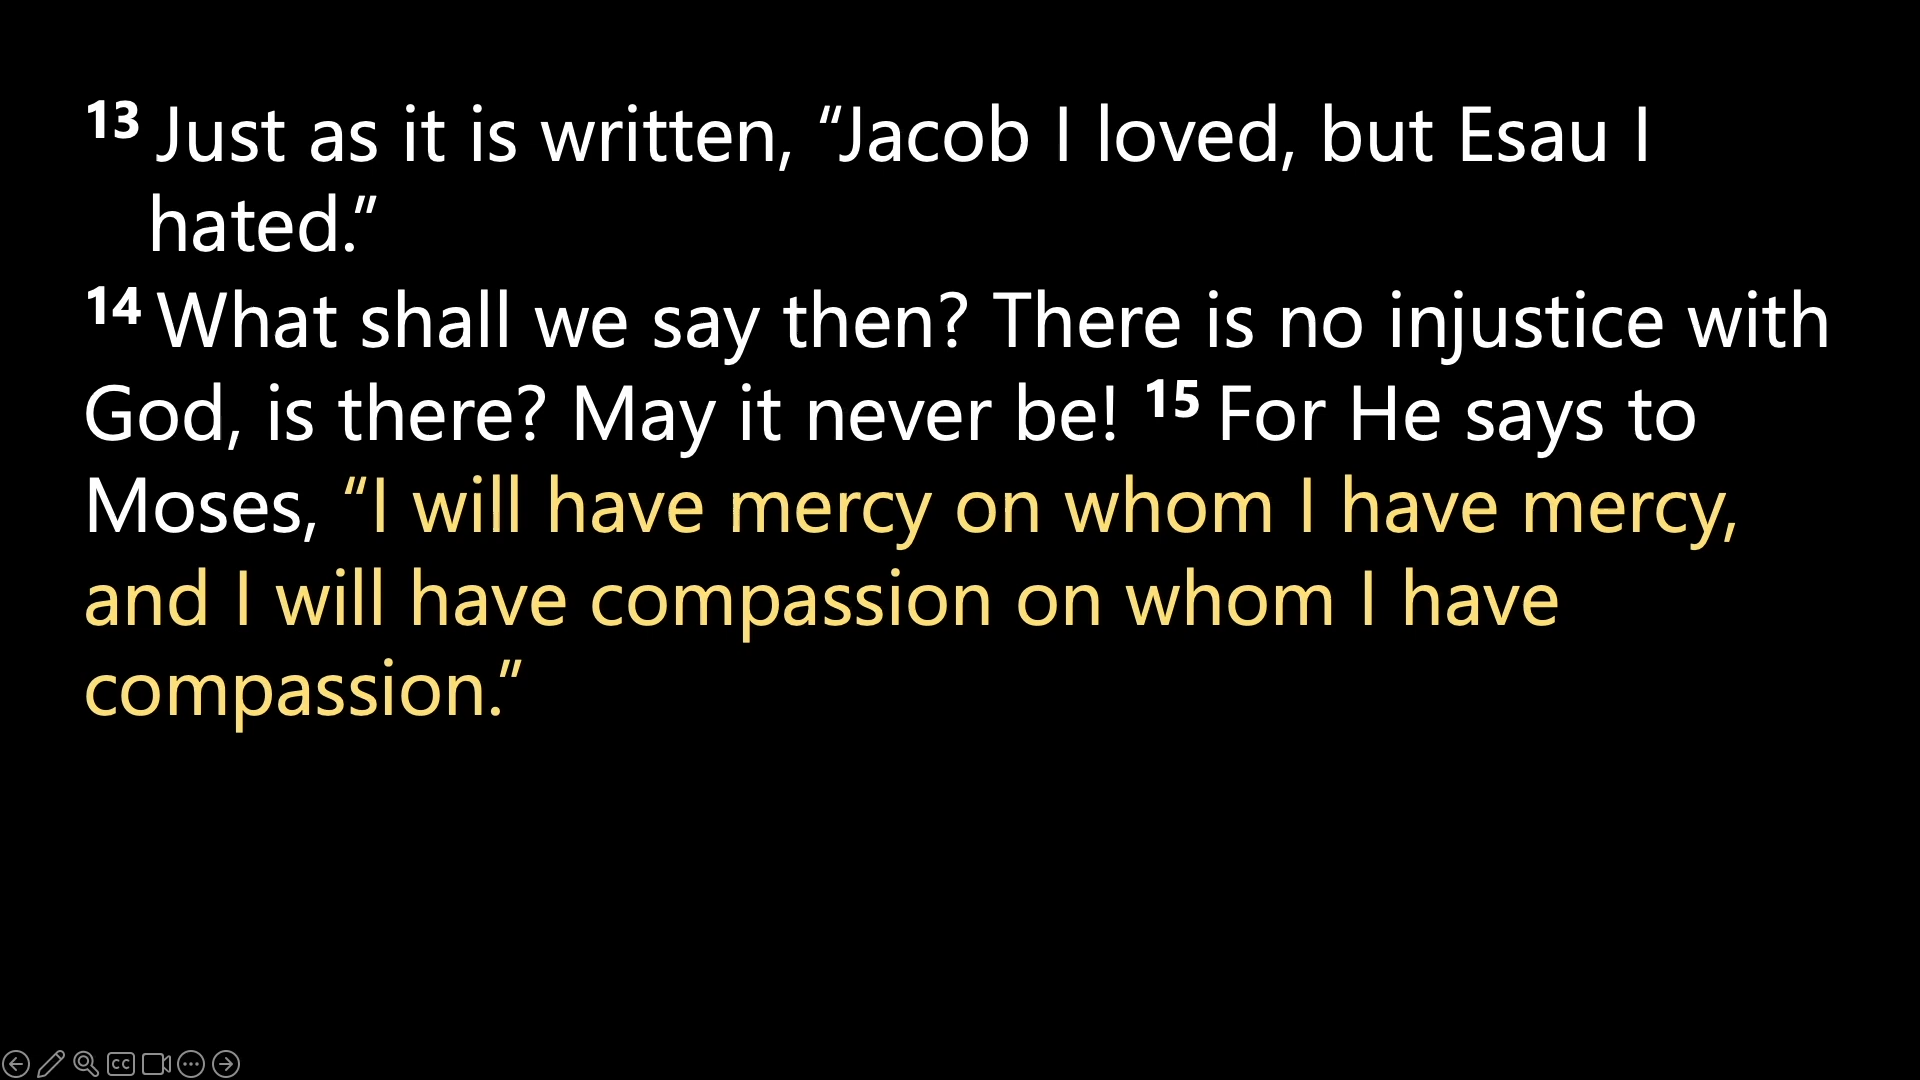 13 Just as it is written, “Jacob I loved, but Esau I
hated.”
14 What shall we say then? There is no injustice with
God, is there? May it never be! 15 For He says to
Moses, “I will have mercy on whom I have mercy,
and I will have compassion on whom I have
compassion.”
CC